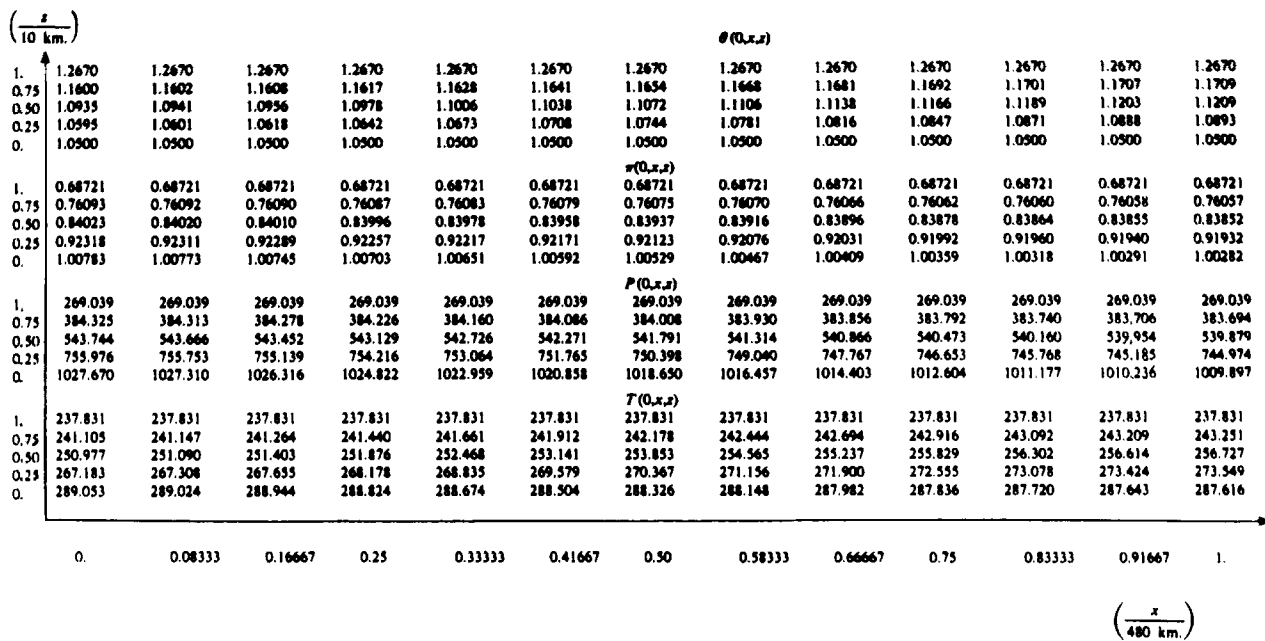 (z/10 km.)
θ(0,x,z)
1. 1.2670 1.2670 1.2670 1.2670 1.2670 1.2670 1.2670 1.2670 1.2670 1.2670 1.2670 1.2670 1.2670
0.75 1.1600 1.1602 1.1608 1.1617 1.1628 1.1641 1.1654 1.1668 1.1681 1.1692 1.1701 1.1707 1.1709
0.50 1.0935 1.0941 1.0956 1.0978 1.1006 1.1038 1.1072 1.1106 1.1138 1.1166 1.1189 1.1203 1.1209
0.25 1.0595 1.0601 1.0618 1.0642 1.0673 1.0708 1.0744 1.0781 1.0816 1.0847 1.0871 1.0888 1.0893
0. 1.0500 1.0500 1.0500 1.0500 1.0500 1.0500 1.0500 1.0500 1.0500 1.0500 1.0500 1.0500 1.0500
π(0,x,z)
1. 0.68721 0.68721 0.68721 0.68721 0.68721 0.68721 0.68721 0.68721 0.68721 0.68721 0.68721 0.68721 0.68721
0.75 0.76093 0.76092 0.76090 0.76087 0.76083 0.76079 0.76075 0.76070 0.76066 0.76062 0.76060 0.76058 0.76057
0.50 0.84023 0.84020 0.84010 0.83996 0.83978 0.83958 0.83937 0.83916 0.83896 0.83878 0.83864 0.83855 0.83852
0.25 0.92318 0.92311 0.92289 0.92257 0.92217 0.92171 0.92123 0.92076 0.92031 0.91992 0.91960 0.91940 0.91932
0. 1.00783 1.00773 1.00745 1.00703 1.00651 1.00592 1.00529 1.00467 1.00409 1.00359 1.00318 1.00291 1.00282
P(0,x,z)
1. 269.039 269.039 269.039 269.039 269.039 269.039 269.039 269.039 269.039 269.039 269.039 269.039 269.039
0.75 384.325 384.313 384.278 384.226 384.160 384.086 384.008 383.930 383.856 383.792 383.740 383,706 383.694
0.50 543.744 543.666 543.452 543.129 542.726 542.271 541.791 541.314 540.866 540.473 540.160 539,954 539.879
0.25 755.976 755.753 755.139 754.216 753.064 751.765 750.398 749.040 747.767 746.653 745.768 745.185 744.974
0. 1027.670 1027.310 1026.316 1024.822 1022.959 1020.858 1018.650 1016.457 1014.403 1012.604 1011.177 1010.236 1009.897
T(0,x,z)
1. 237.831 237.831 237.831 237.831 237.831 237.831 237.831 237.831 237.831 237.831 237.831 237.831 237.831
0.75 241.105 241.147 241.264 241.440 241.661 241.912 242.178 242.444 242.694 242.916 243.092 243.209 243.251
0.50 250.977 251.090 251.403 251.876 252.468 253.141 253.853 254.565 255.237 255.829 256.302 256.614 256.727
0.25 267.183 267.308 267.655 268.178 268.835 269.579 270.367 271.156 271.900 272.555 273.078 273.424 273.549
0. 289.053 289.024 288.944 288.824 288.674 288.504 288.326 288.148 287.982 287.836 287.720 287.643 287.616
0. 0.08333 0.16667 0.25 0.33333 0.41667 0.50 0.58333 0.66667 0.75 0.83333 0.91667 1.
(x/480 km.)